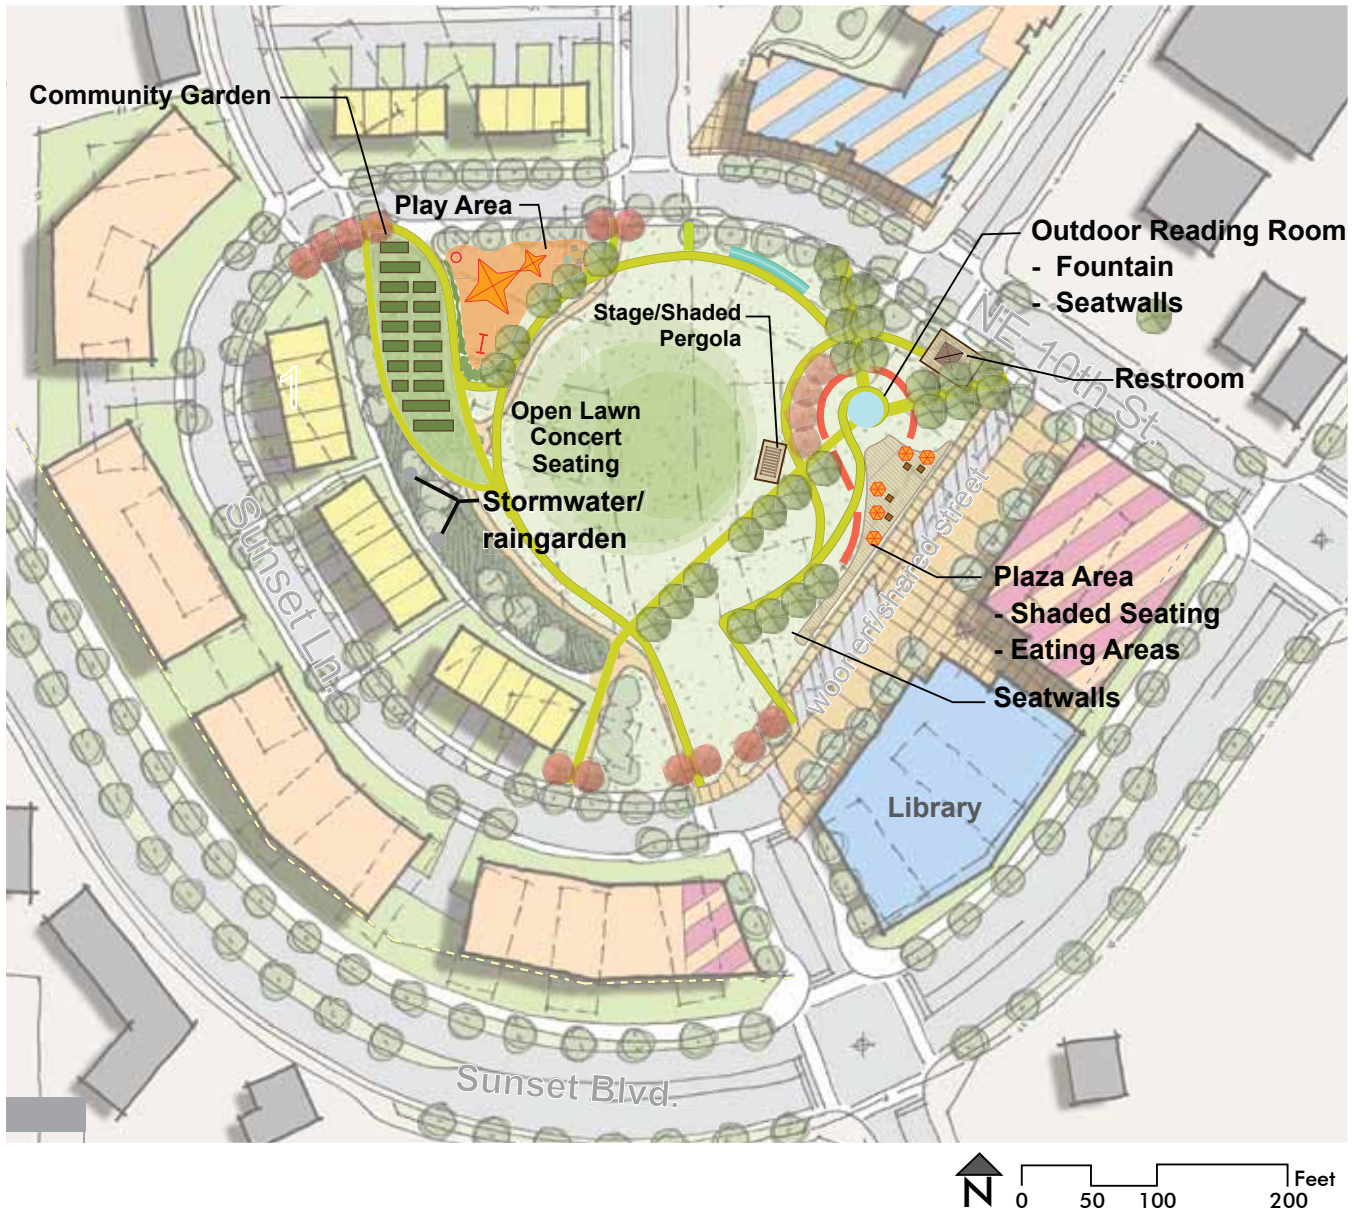 Community Garden
Play Area
Outdoor Reading Room
- Fountain
- Seatwalls
Stage/Shaded
Pergola
NE 10th St.
Restroom
1
N
Open Lawn
Concert
Seating
Stormwater/
raingarden
Sunset Ln.
woonerf/shared street
Plaza Area
- Shaded Seating
- Eating Areas
Seatwalls
Library
Sunset Blvd.
N
0 50 100 200 Feet